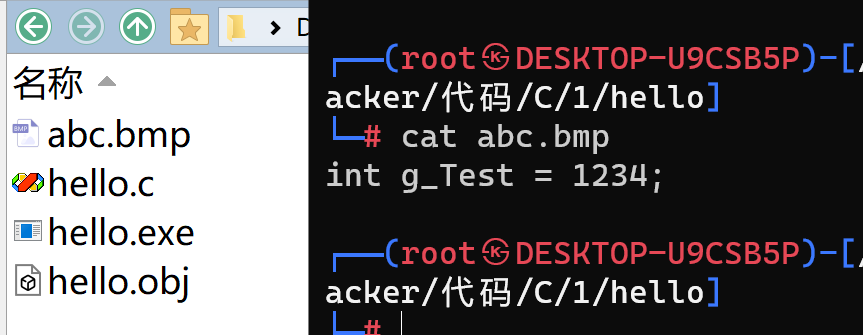 名称
abc.bmp
hello.c
hello.exe
hello.obj
┌──(root㉿DESKTOP-U9CSB5P)-[/
acker/代码/C/1/hello]
└─# cat abc.bmp
int g_Test = 1234;
┌──(root㉿DESKTOP-U9CSB5P)-[/
acker/代码/C/1/hello]
└─#